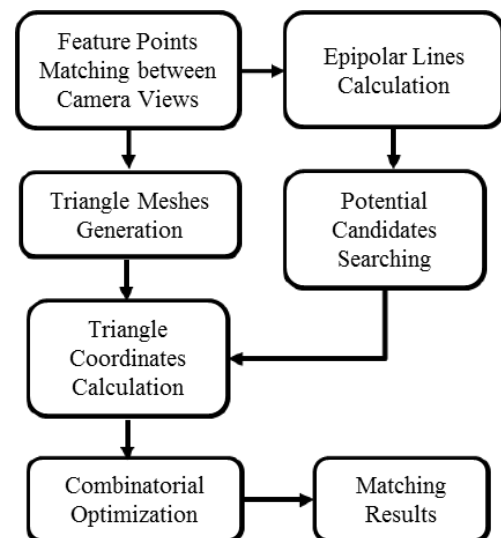 Feature Points
Matching between
Camera Views
Epipolar Lines
Calculation
Triangle Meshes
Generation
Potential
Candidates
Searching
Triangle
Coordinates
Calculation
Combinatorial
Optimization
Matching
Results